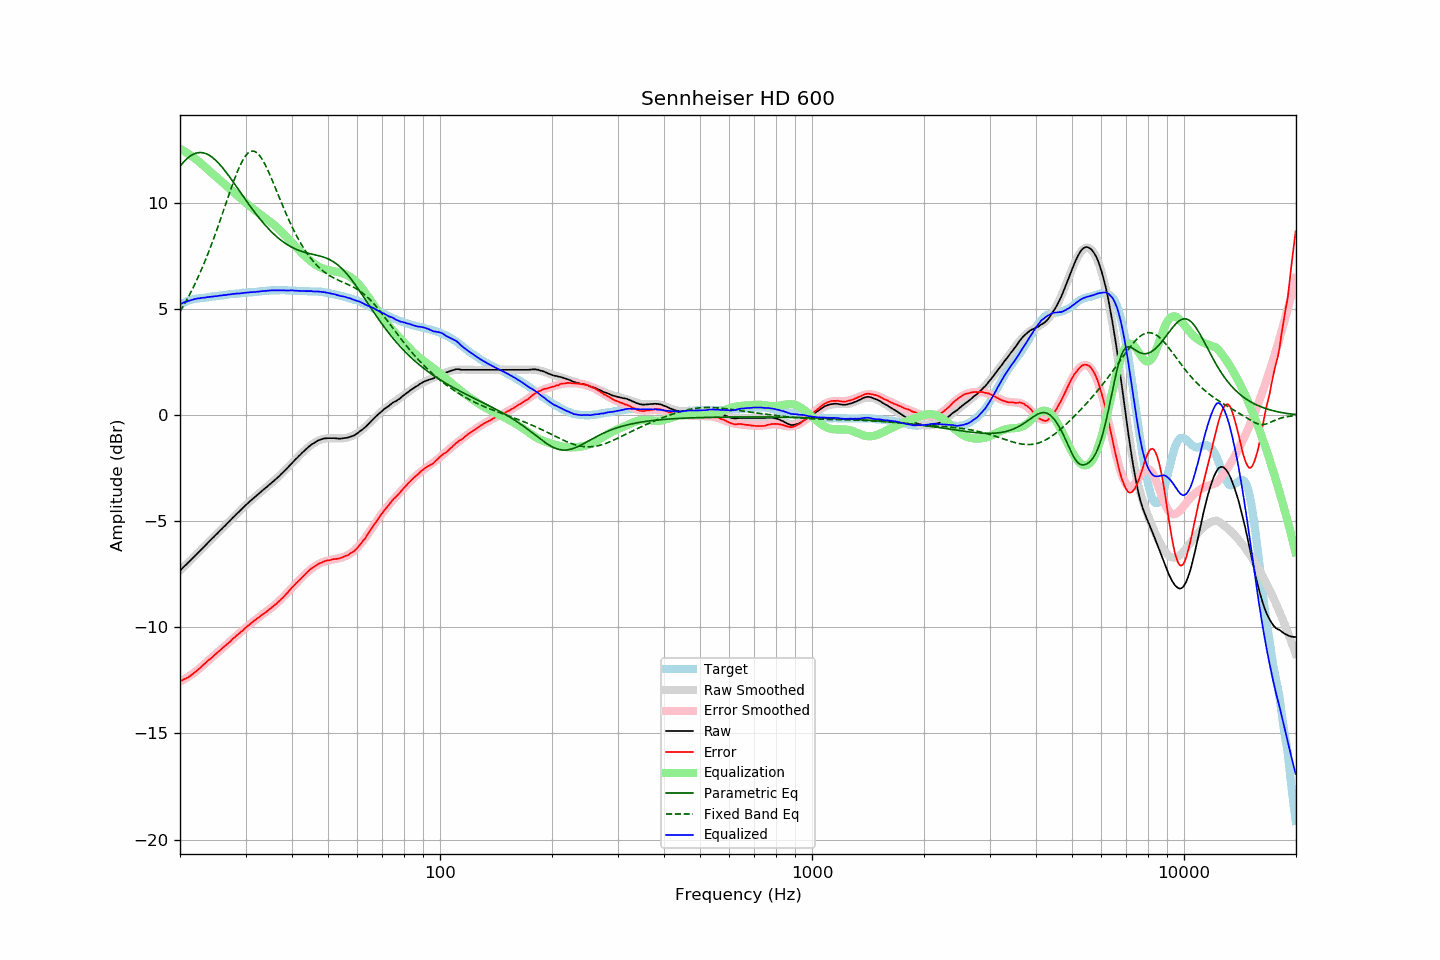 Sennheiser HD 600
Amplitude (dBr)
10
5
0
−5
−10
−15
−20
Target
Raw Smoothed
Error Smoothed
Raw
Error
Equalization
Parametric Eq
Fixed Band Eq
Equalized
100
1000
10000
Frequency (Hz)